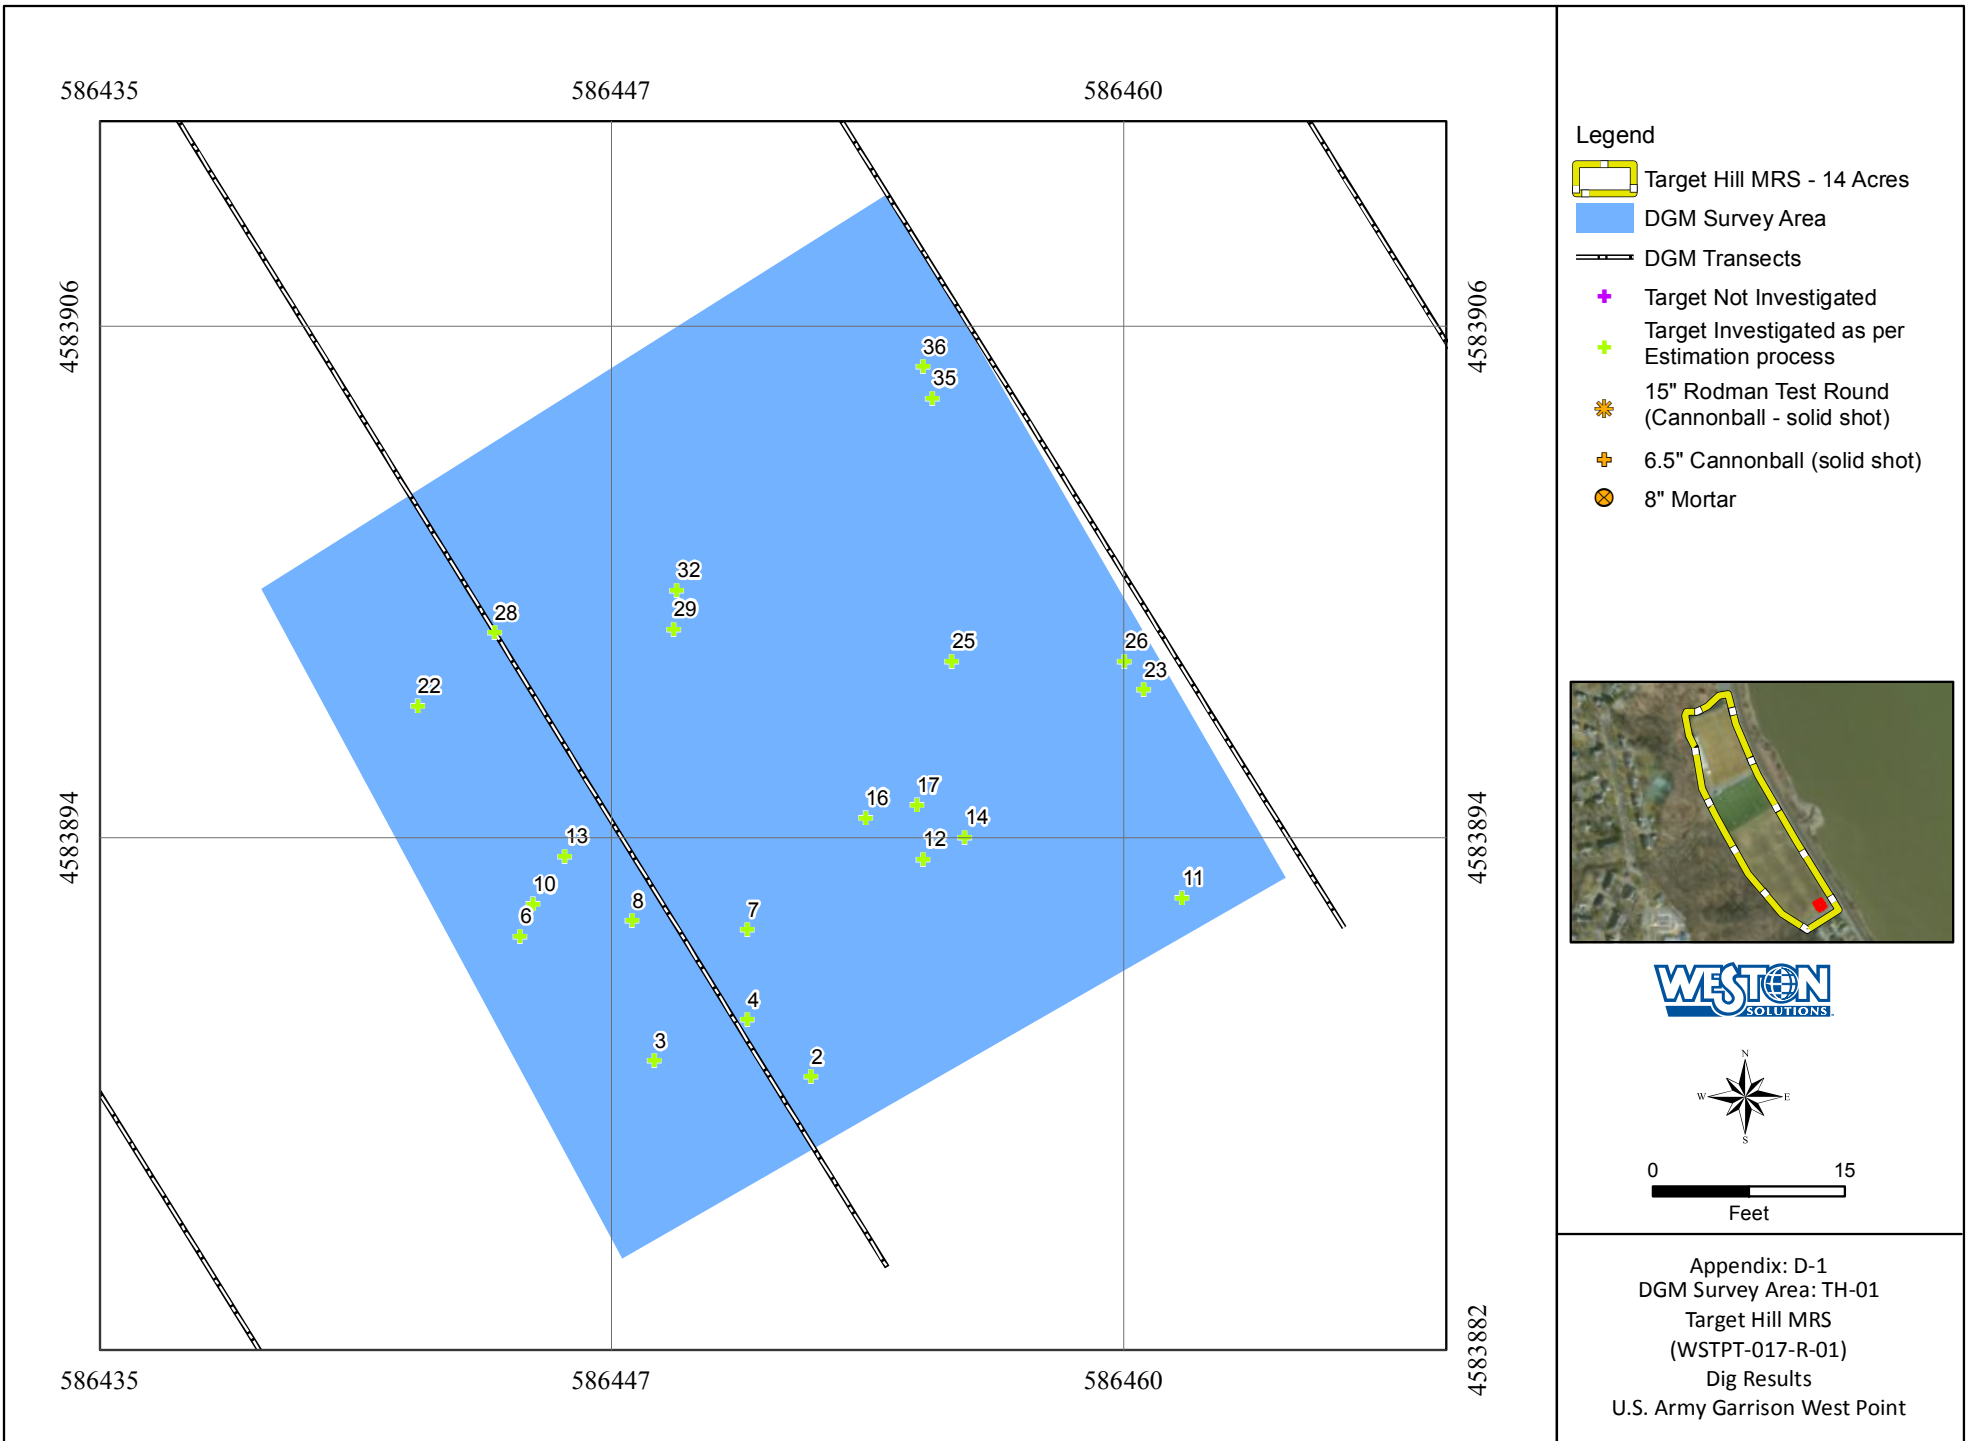 586435 586447 586460
4583906 4583906
36
35
32
28 29
25 26
23
22
17
16 14
4583894 4583894
13 12
10 11
6 8 7
4
3 2
4583882
586435 586447 586460
Legend
Target Hill MRS - 14 Acres
DGM Survey Area
DGM Transects
Target Not Investigated
Target Investigated as per
Estimation process
15" Rodman Test Round
(Cannonball - solid shot)
6.5" Cannonball (solid shot)
8" Mortar
WESTON
SOLUTIONS
N
W E
S
0 15
Feet
Appendix: D-1
DGM Survey Area: TH-01
Target Hill MRS
(WSTPT-017-R-01)
Dig Results
U.S. Army Garrison West Point